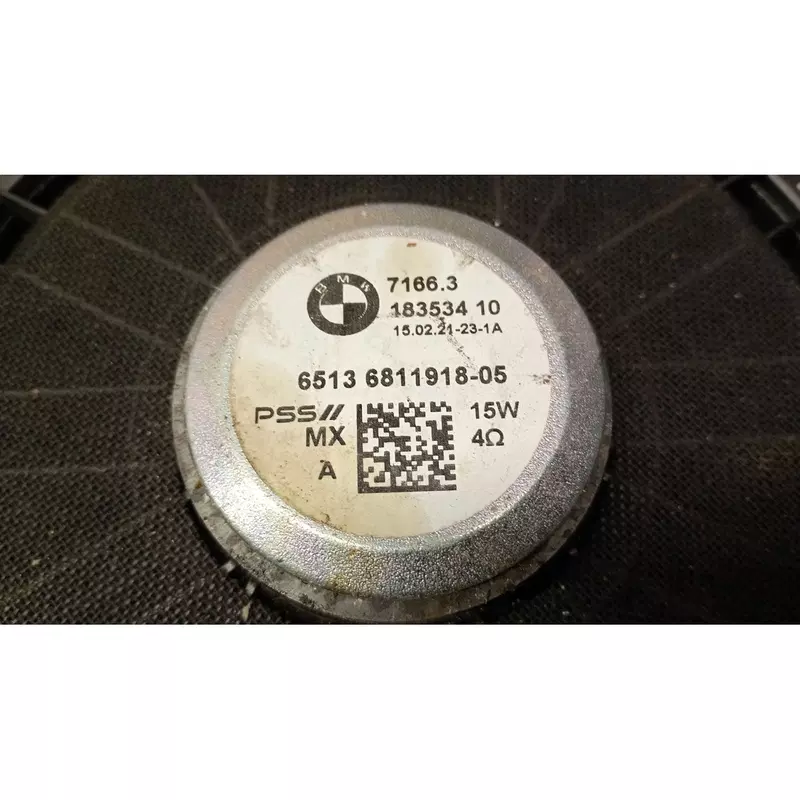 BMW
7166.3
183534 10
15.02.21-23-1A
6513 6811918-05
PSS// 15W
MX 4Ω
A